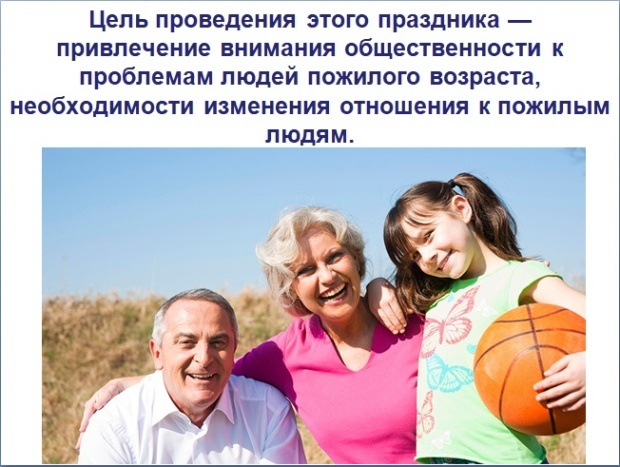 Цель проведения этого праздника —
привлечение внимания общественности к
проблемам людей пожилого возраста,
необходимости изменения отношения к пожилым
людям.